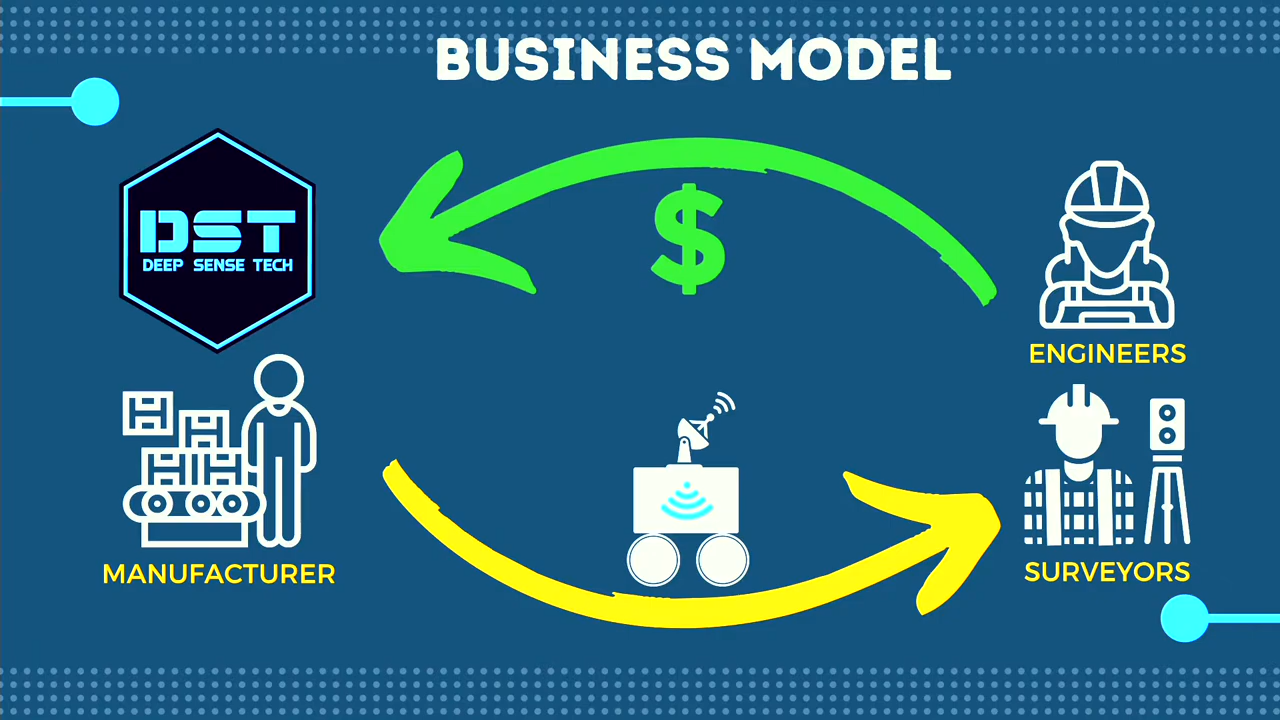 BUSINESS MODEL
DST
DEEP SENSE TECH
$
ENGINEERS
MANUFACTURER
SURVEYORS